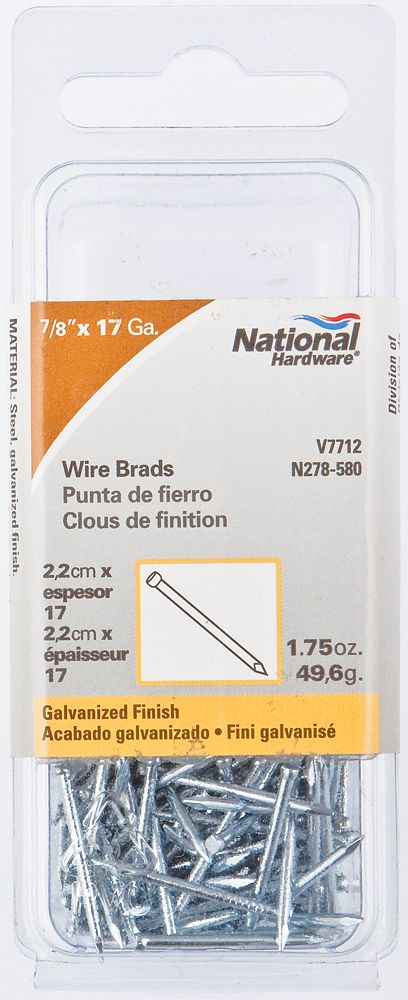 7/8" x 17 Ga.
National
Hardware®
V7712
N278-580
Wire Brads
Punta de fierro
Clous de finition
2,2cm x
espesor
17
2,2cm x
épaisseur
17
1.75oz.
49,6g.
Galvanized Finish
Acabado galvanizado • Fini galvanisé
MATERIAL: Steel, galvanized finish,
Division of